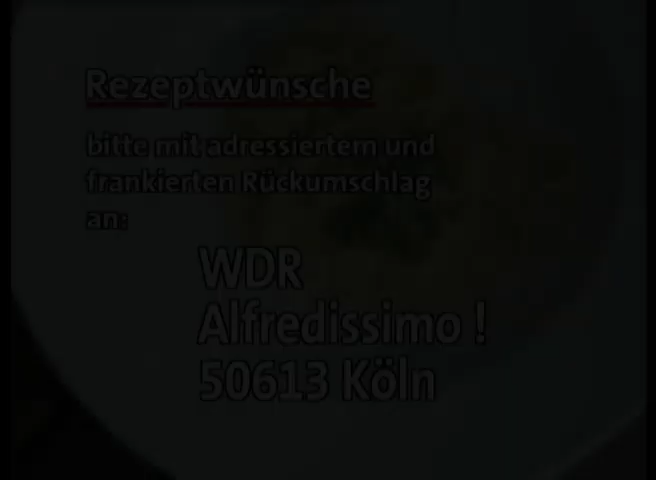 Rezeptwünsche
bitte mit adressiertem und
frankierten Rückumschlag
an:
WDR
Alfredissimo !
50613 Köln